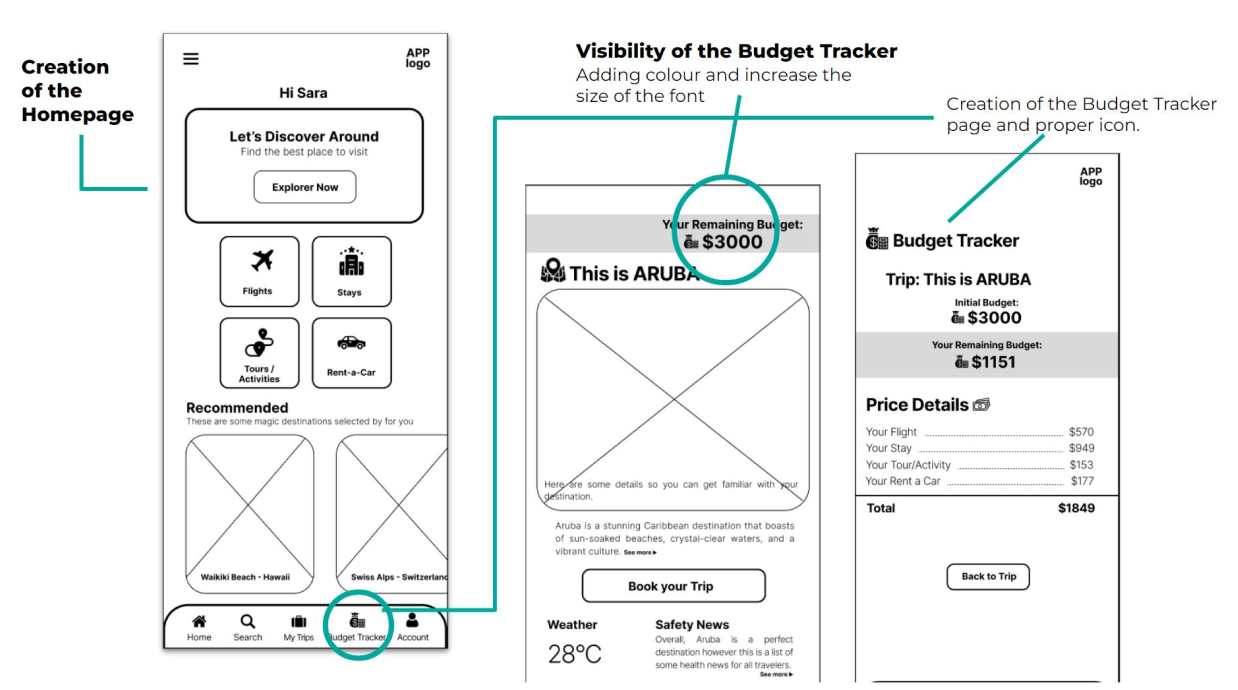 Creation
of the
Homepage
APP
logo
Hi Sara
Let's Discover Around
Find the best place to visit
Explorer Now
Flights
Stays
Tours /
Activities
Rent-a-Car
Recommended
These are some magic destinations selected by for you
Waikiki Beach - Hawaii
Swiss Alps - Switzerland
Home
Search
My Trips
Budget Tracker
Account
Visibility of the Budget Tracker
Adding colour and increase the
size of the font
Your Remaining Budget:
$3000
This is ARUBA
Here are some details so you can get familiar with your
destination.
Aruba is a stunning Caribbean destination that boasts
of sun-soaked beaches, crystal-clear waters, and a
vibrant culture. See more
Book your Trip
Weather
28°C
Safety News
Overall, Aruba is a perfect
destination however this is a list of
some health news for all travelers.
See more
Creation of the Budget Tracker
page and proper icon.
APP
logo
Budget Tracker
Trip: This is ARUBA
Initial Budget:
$3000
Your Remaining Budget:
$1151
Price Details
Your Flight $570
Your Stay $949
Your Tour/Activity $153
Your Rent a Car $177
Total $1849
Back to Trip